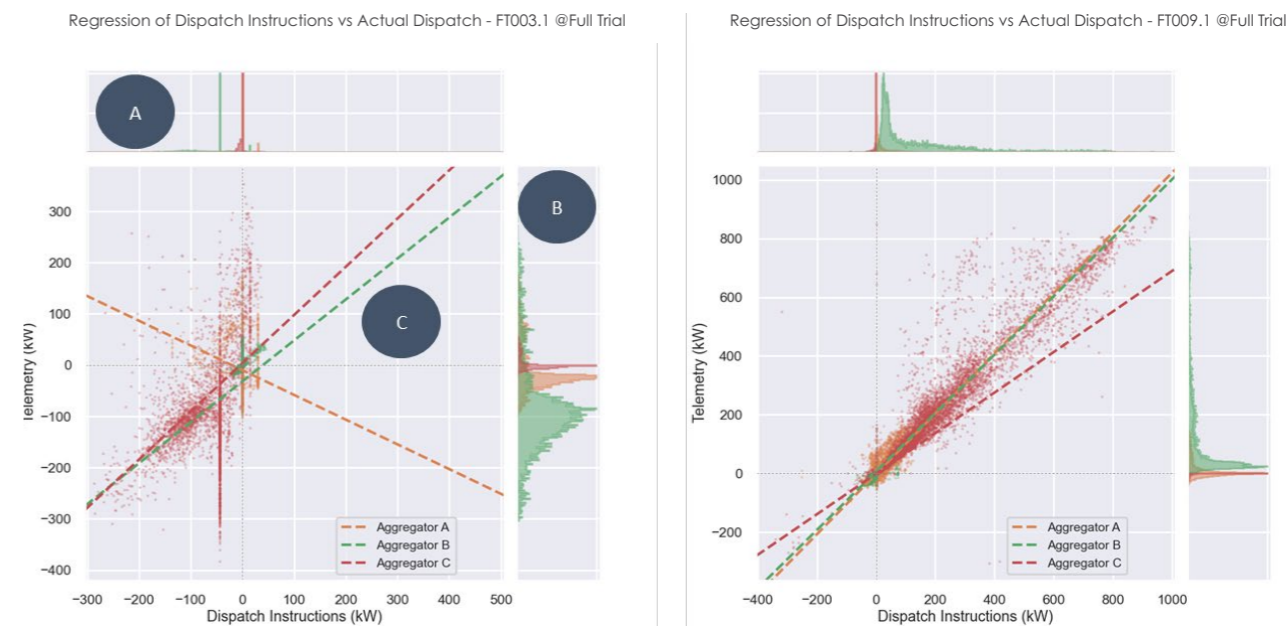 Regression of Dispatch Instructions vs Actual Dispatch - FT003.1 @Full Trial
A
B
C
300
200
100
0
−100
−200
−300
−400
Telemetry (kW)
Aggregator A
Aggregator B
Aggregator C
−300 −200 −100 0 100 200 300 400 500
Dispatch Instructions (kW)
Regression of Dispatch Instructions vs Actual Dispatch - FT009.1 @Full Trial
1000
800
600
400
200
0
−200
Telemetry (kW)
Aggregator A
Aggregator B
Aggregator C
−400 −200 0 200 400 600 800 1000
Dispatch Instructions (kW)